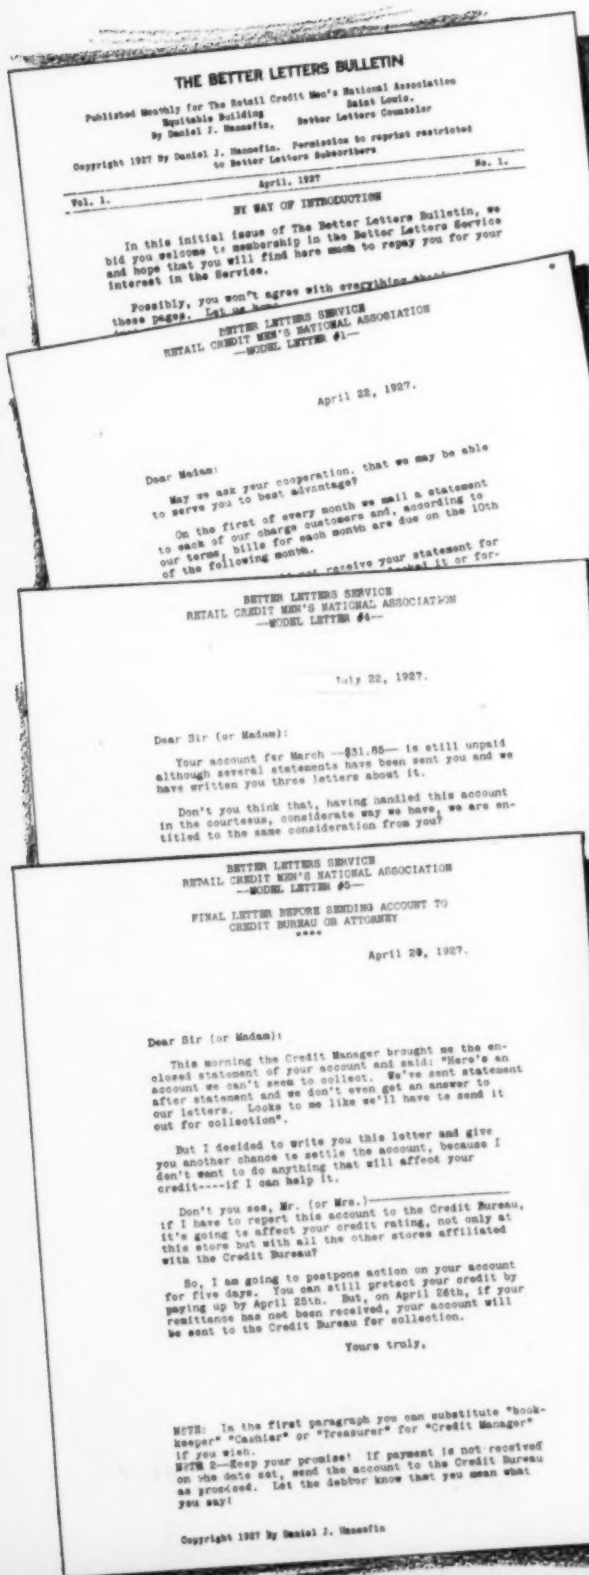 THE BETTER LETTERS BULLETIN
Published Monthly for The Retail Credit Men's National Association
Equitable Building Saint Louis.
By Daniel J. Hannefin, Better Letters Counselor
Copyright 1927 By Daniel J. Hannefin. Permission to reprint restricted
to Better Letters Subscribers
Vol. 1. April, 1927 No. 1.
BY WAY OF INTRODUCTION
In this initial issue of The Better Letters Bulletin, we
bid you welcome to membership in the Better Letters Service
and hope that you will find here much to repay you for your
interest in the Service.
Possibly, you won't agree with everything
these pages. Let us
BETTER LETTERS SERVICE
RETAIL CREDIT MEN'S NATIONAL ASSOCIATION
—MODEL LETTER #1—
April 22, 1927.
Dear Madam:
May we ask your cooperation, that we may be able
to serve you to best advantage?
On the first of every month we mail a statement
to each of our charge customers and, according to
our terms, bills for each month are due on the 10th
of the following month.
not receive your statement for
it or for-
BETTER LETTERS SERVICE
RETAIL CREDIT MEN'S NATIONAL ASSOCIATION
--MODEL LETTER #4--
July 22, 1927.
Dear Sir (or Madam):
Your account for March --$31.85-- is still unpaid
although several statements have been sent you and we
have written you three letters about it.
Don't you think that, having handled this account
in the courteous, considerate way we have, we are en-
titled to the same consideration from you?
BETTER LETTERS SERVICE
RETAIL CREDIT MEN'S NATIONAL ASSOCIATION
--MODEL LETTER #5--
FINAL LETTER BEFORE SENDING ACCOUNT TO
CREDIT BUREAU OR ATTORNEY
****
April 20, 1927.
Dear Sir (or Madam):
This morning the Credit Manager brought me the en-
closed statement of your account and said: "Here's an
account we can't seem to collect. We've sent statement
after statement and we don't even get an answer to
our letters. Looks to me like we'll have to send it
out for collection".
But I decided to write you this letter and give
you another chance to settle the account, because I
don't want to do anything that will affect your
credit----if I can help it.
Don't you see, Mr. (or Mrs.)——————
if I have to report this account to the Credit Bureau,
it's going to affect your credit rating, not only at
this store but with all the other stores affiliated
with the Credit Bureau?
So, I am going to postpone action on your account
for five days. You can still protect your credit by
paying up by April 25th. But, on April 26th, if your
remittance has not been received, your account will
be sent to the Credit Bureau for collection.
Yours truly,
NOTE: In the first paragraph you can substitute "book-
keeper" "Cashier" or "Treasurer" for "Credit Manager"
if you wish.
NOTE 2—Keep your promise! If payment is not received
on the date set, send the account to the Credit Bureau
as promised. Let the debtor know that you mean what
you say!
Copyright 1927 By Daniel J. Hannefin